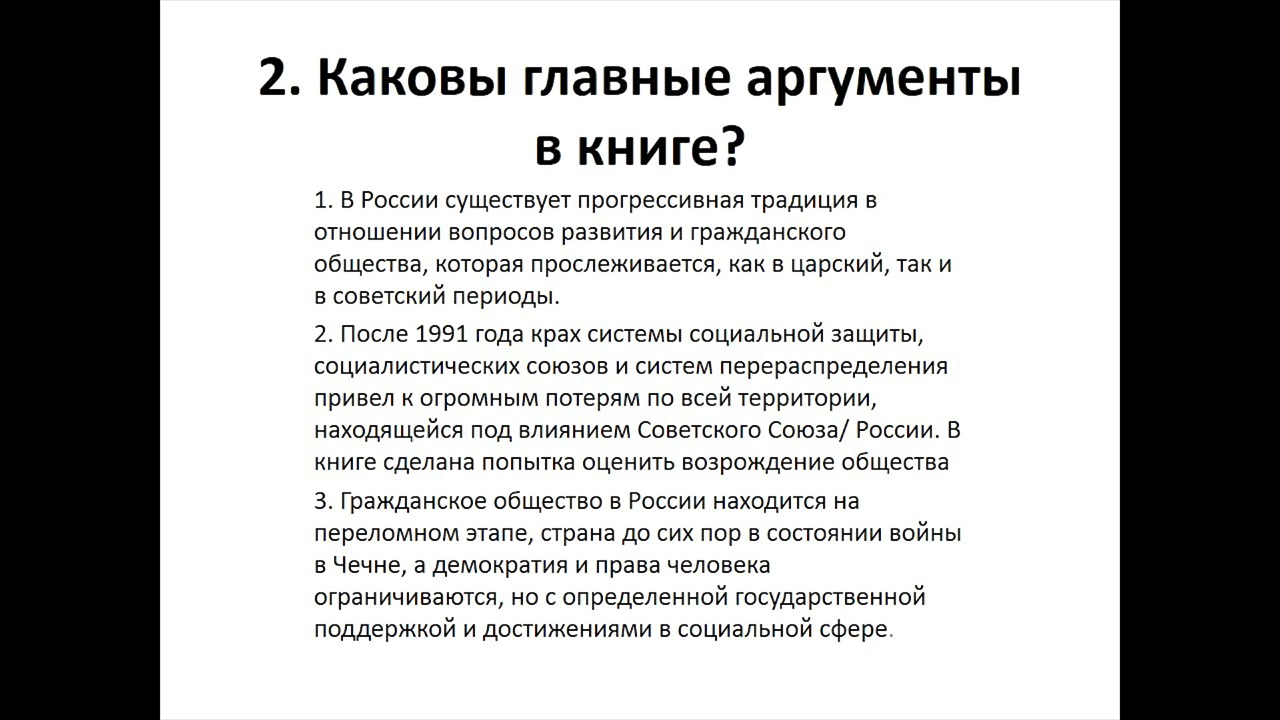 2. Каковы главные аргументы
в книге?
1. В России существует прогрессивная традиция в
отношении вопросов развития и гражданского
общества, которая прослеживается, как в царский, так и
в советский периоды.
2. После 1991 года крах системы социальной защиты,
социалистических союзов и систем перераспределения
привел к огромным потерям по всей территории,
находящейся под влиянием Советского Союза/ России. В
книге сделана попытка оценить возрождение общества
3. Гражданское общество в России находится на
переломном этапе, страна до сих пор в состоянии войны
в Чечне, а демократия и права человека
ограничиваются, но с определенной государственной
поддержкой и достижениями в социальной сфере.